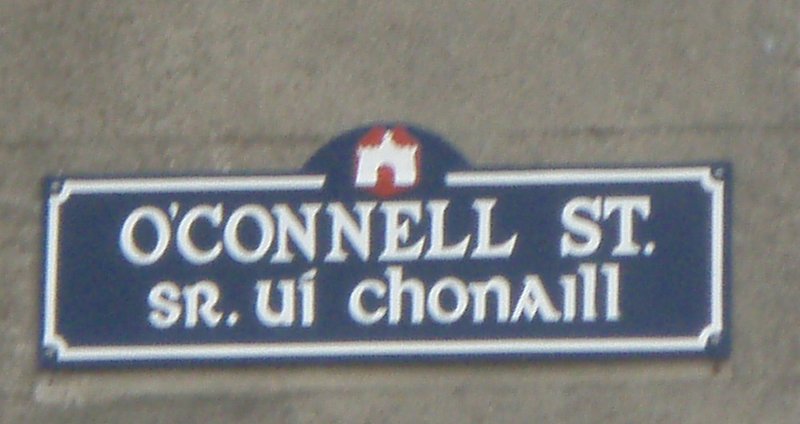 O'CONNELL ST.
SR. uí chonaill